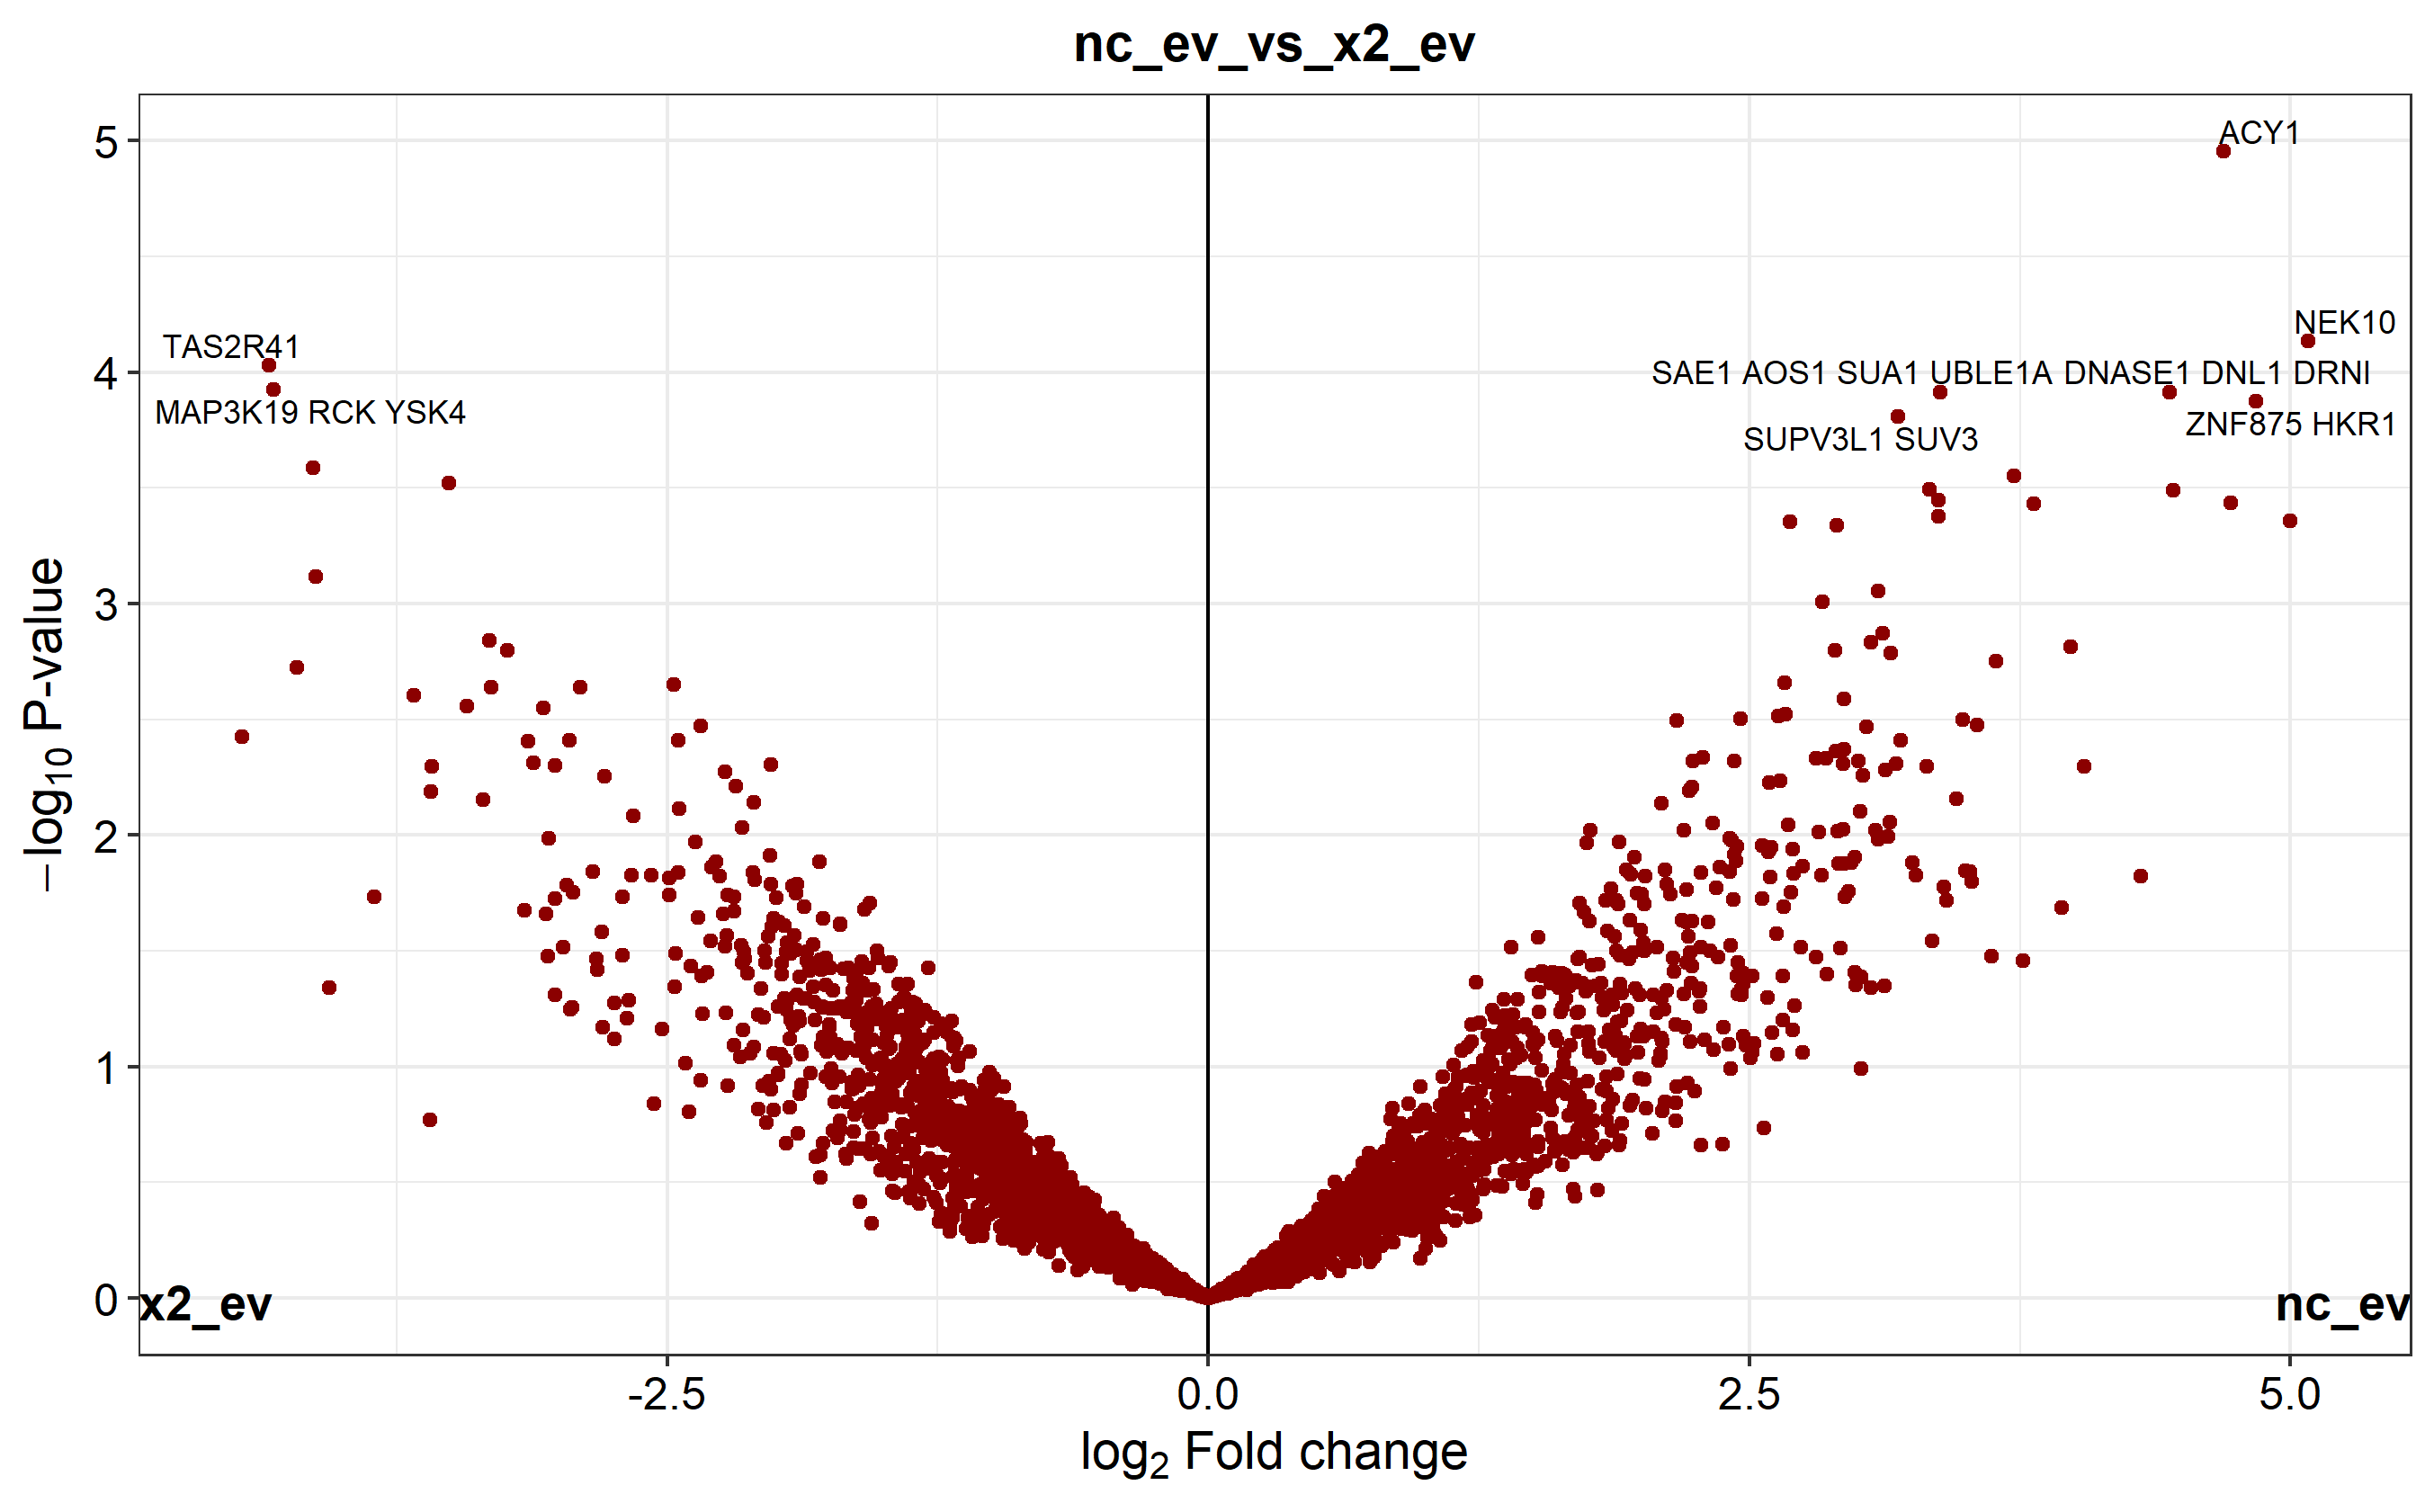 nc_ev_vs_x2_ev
5
4
3
2
1
0
−log10 P-value
ACY1
NEK10
TAS2R41
SAE1 AOS1 SUA1 UBLE1A DNASE1 DNL1 DRNI
MAP3K19 RCK YSK4
ZNF875 HKR1
SUPV3L1 SUV3
x2_ev
nc_ev
-2.5
0.0
2.5
5.0
log2 Fold change